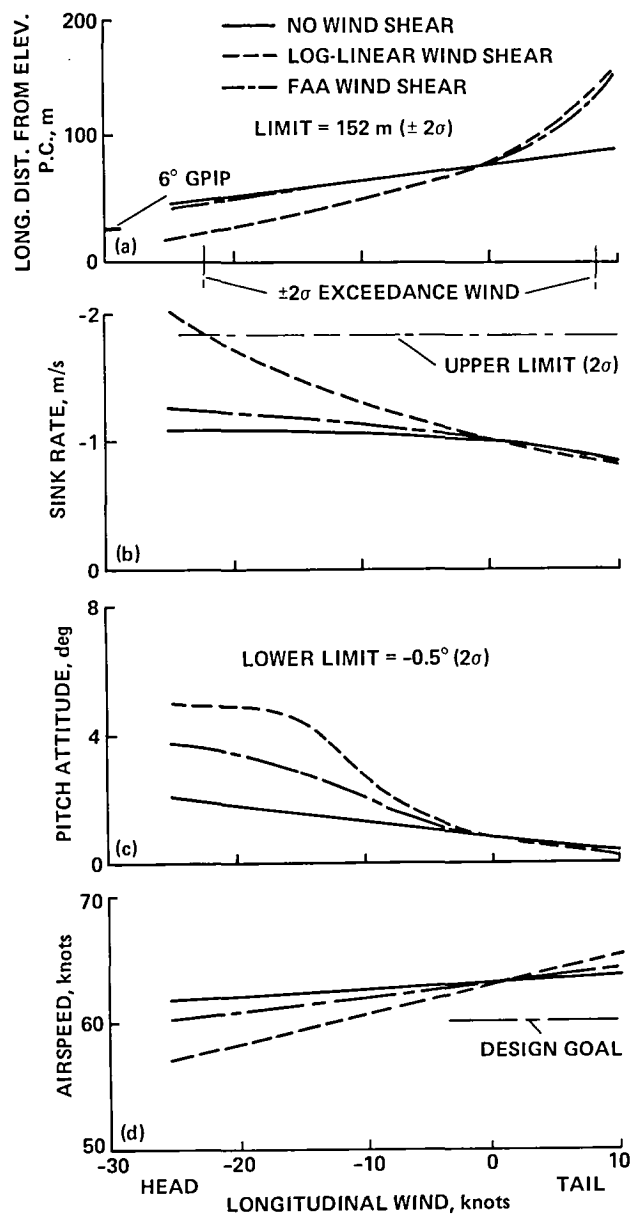 200
NO WIND SHEAR
LOG-LINEAR WIND SHEAR
FAA WIND SHEAR
LIMIT = 152 m (± 2σ)
LONG. DIST. FROM ELEV.
P.C., m
100
6° GPIP
(a)
0
±2σ EXCEEDANCE WIND
-2
UPPER LIMIT (2σ)
SINK RATE, m/s
-1
(b)
0
8
LOWER LIMIT = -0.5° (2σ)
PITCH ATTITUDE, deg
4
(c)
0
70
AIRSPEED, knots
60
DESIGN GOAL
(d)
50
-30 -20 -10 0 10
HEAD TAIL
LONGITUDINAL WIND, knots